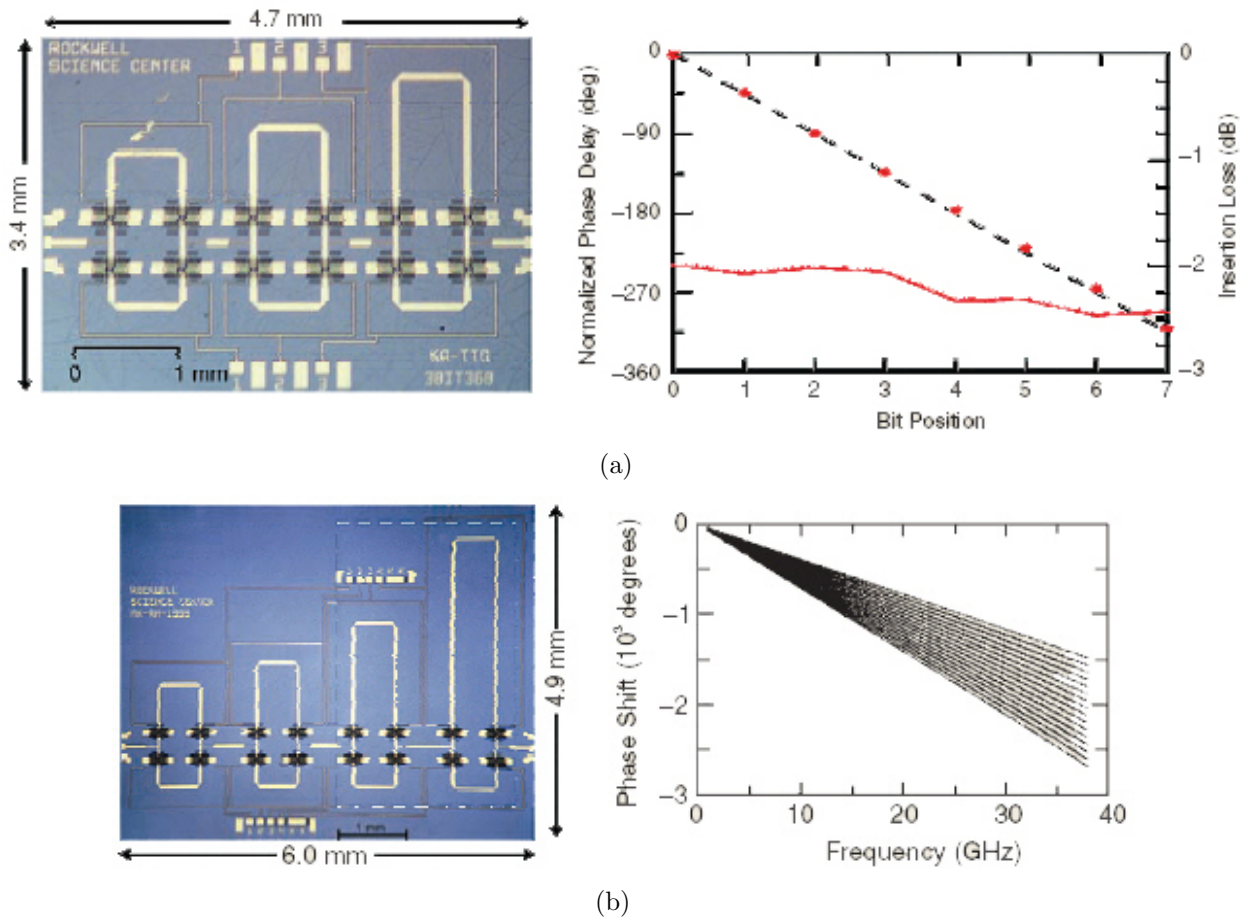 4.7 mm
3.4 mm
ROCKWELL
SCIENCE CENTER
1 2 3
0 1 mm
KA-TTG
3BIT360
1 2 3
Normalized Phase Delay (deg)
0
−90
−180
−270
−360
0 1 2 3 4 5 6 7
Bit Position
0
−1
−2
−3
Insertion Loss (dB)
(a)
ROCKWELL
SCIENCE CENTER
1 mm
6.0 mm
4.9 mm
Phase Shift (10³ degrees)
0
−1
−2
−3
0 10 20 30 40
Frequency (GHz)
(b)